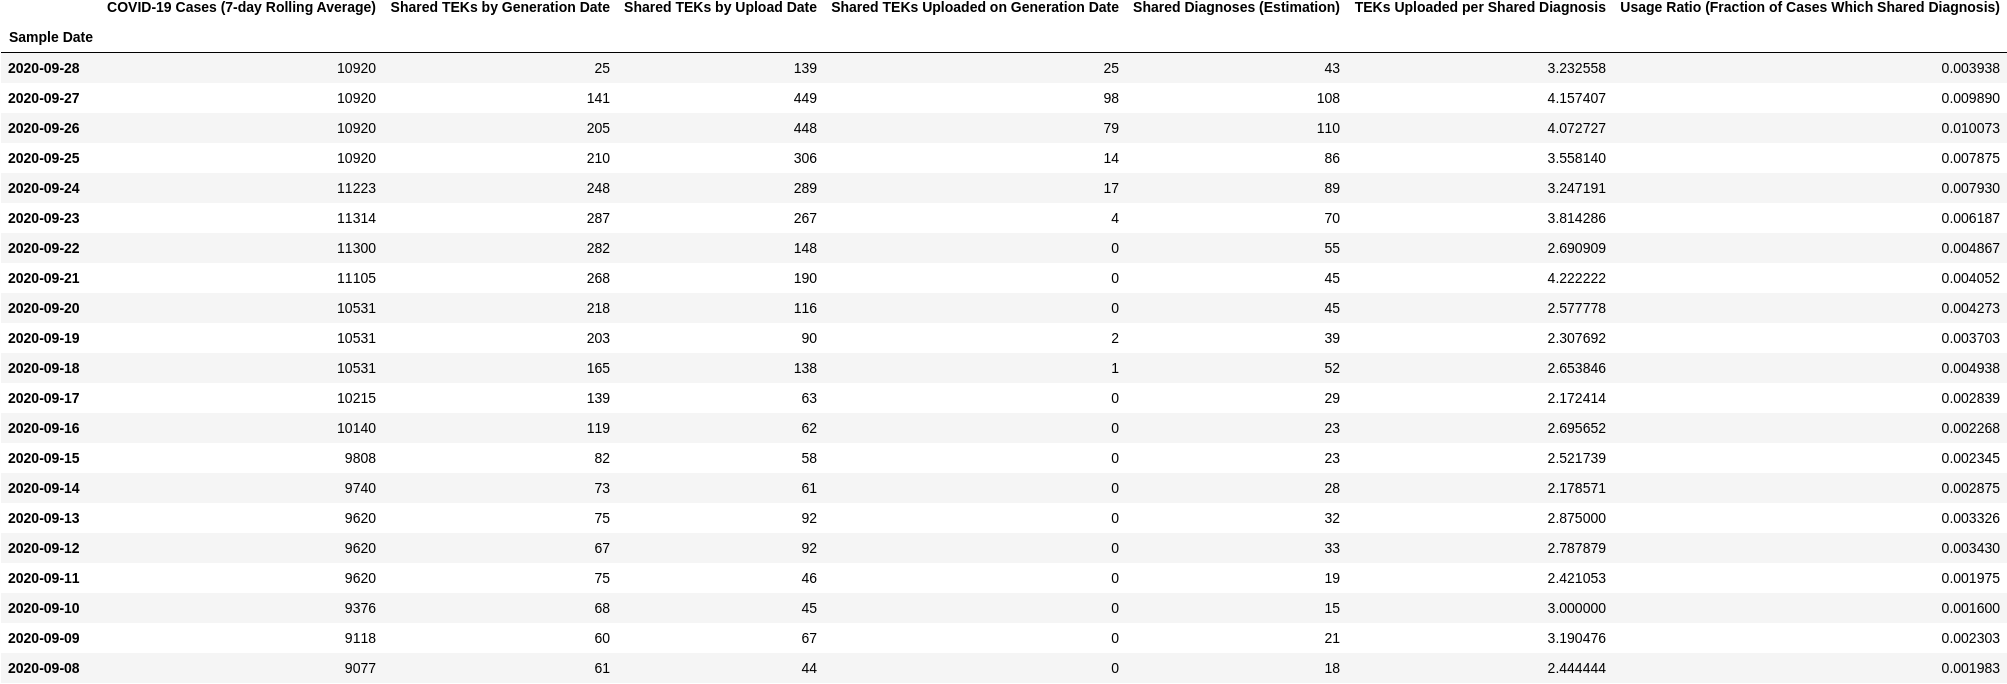 COVID-19 Cases (7-day Rolling Average) Shared TEKs by Generation Date Shared TEKs by Upload Date Shared TEKs Uploaded on Generation Date Shared Diagnoses (Estimation) TEKs Uploaded per Shared Diagnosis Usage Ratio (Fraction of Cases Which Shared Diagnosis)
Sample Date
2020-09-28 10920 25 139 25 43 3.232558 0.003938
2020-09-27 10920 141 449 98 108 4.157407 0.009890
2020-09-26 10920 205 448 79 110 4.072727 0.010073
2020-09-25 10920 210 306 14 86 3.558140 0.007875
2020-09-24 11223 248 289 17 89 3.247191 0.007930
2020-09-23 11314 287 267 4 70 3.814286 0.006187
2020-09-22 11300 282 148 0 55 2.690909 0.004867
2020-09-21 11105 268 190 0 45 4.222222 0.004052
2020-09-20 10531 218 116 0 45 2.577778 0.004273
2020-09-19 10531 203 90 2 39 2.307692 0.003703
2020-09-18 10531 165 138 1 52 2.653846 0.004938
2020-09-17 10215 139 63 0 29 2.172414 0.002839
2020-09-16 10140 119 62 0 23 2.695652 0.002268
2020-09-15 9808 82 58 0 23 2.521739 0.002345
2020-09-14 9740 73 61 0 28 2.178571 0.002875
2020-09-13 9620 75 92 0 32 2.875000 0.003326
2020-09-12 9620 67 92 0 33 2.787879 0.003430
2020-09-11 9620 75 46 0 19 2.421053 0.001975
2020-09-10 9376 68 45 0 15 3.000000 0.001600
2020-09-09 9118 60 67 0 21 3.190476 0.002303
2020-09-08 9077 61 44 0 18 2.444444 0.001983